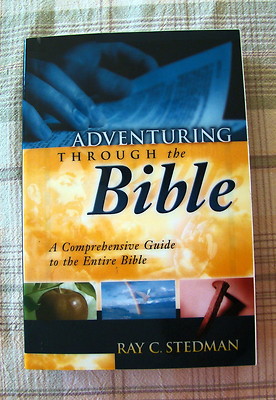 ADVENTURING
THROUGH the
Bible
A Comprehensive Guide
to the Entire Bible
RAY C. STEDMAN